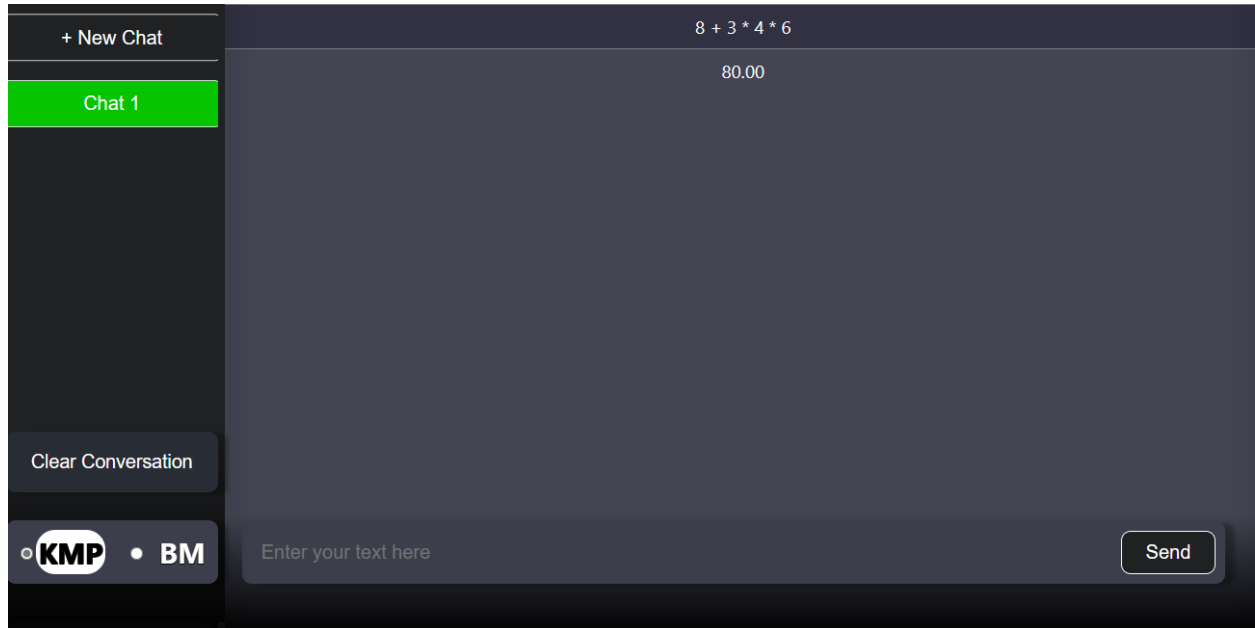 + New Chat
Chat 1
Clear Conversation
KMP
BM
8 + 3 * 4 * 6
80.00
Enter your text here
Send